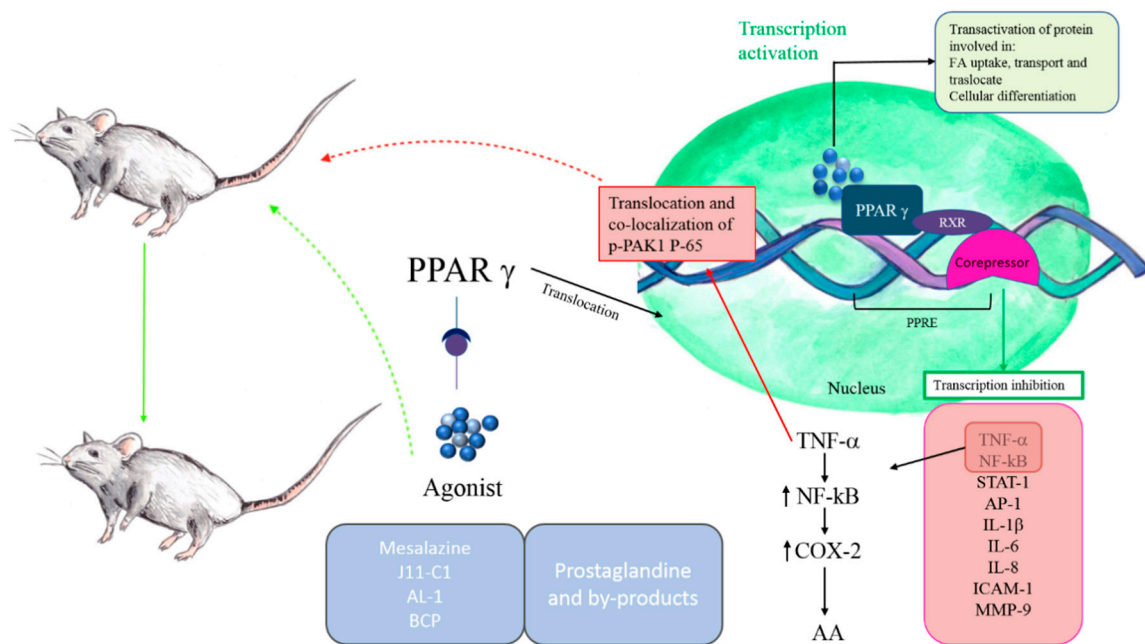 Transcription
activation
Transactivation of protein
involved in:
FA uptake, transport and
traslocate
Cellular differentiation
Translocation and
co-localization of
p-PAK1 P-65
PPAR γ
RXR
Corepressor
PPRE
Nucleus
PPAR γ
Translocation
Agonist
Mesalazine
J11-C1
AL-1
BCP
Prostaglandine
and by-products
TNF-α
NF-kB
COX-2
AA
Transcription inhibition
TNF-α
NF-kB
STAT-1
AP-1
IL-1β
IL-6
IL-8
ICAM-1
MMP-9